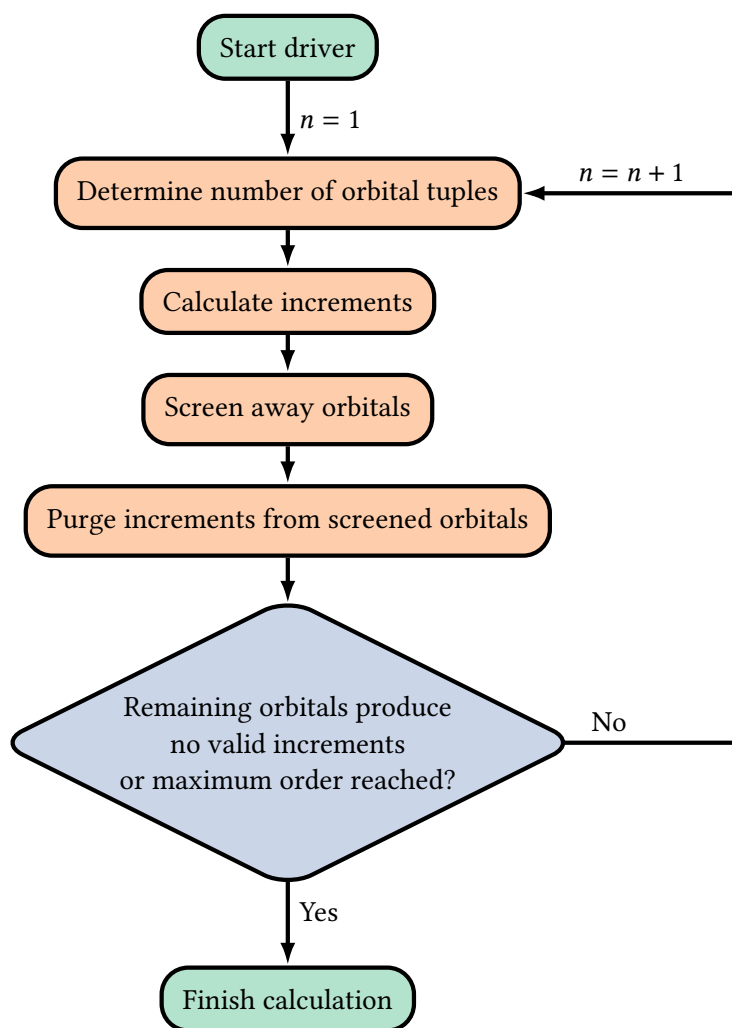 Start driver
n = 1
Determine number of orbital tuples
n = n + 1
Calculate increments
Screen away orbitals
Purge increments from screened orbitals
Remaining orbitals produce
no valid increments
or maximum order reached?
No
Yes
Finish calculation